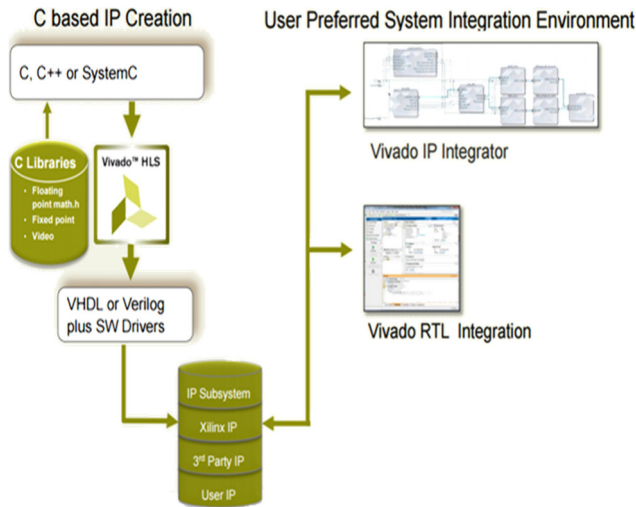 C based IP Creation
User Preferred System Integration Environment
C, C++ or SystemC
C Libraries
• Floating
point math.h
• Fixed point
• Video
Vivado™ HLS
VHDL or Verilog
plus SW Drivers
IP Subsystem
Xilinx IP
3rd Party IP
User IP
Vivado IP Integrator
Vivado RTL Integration